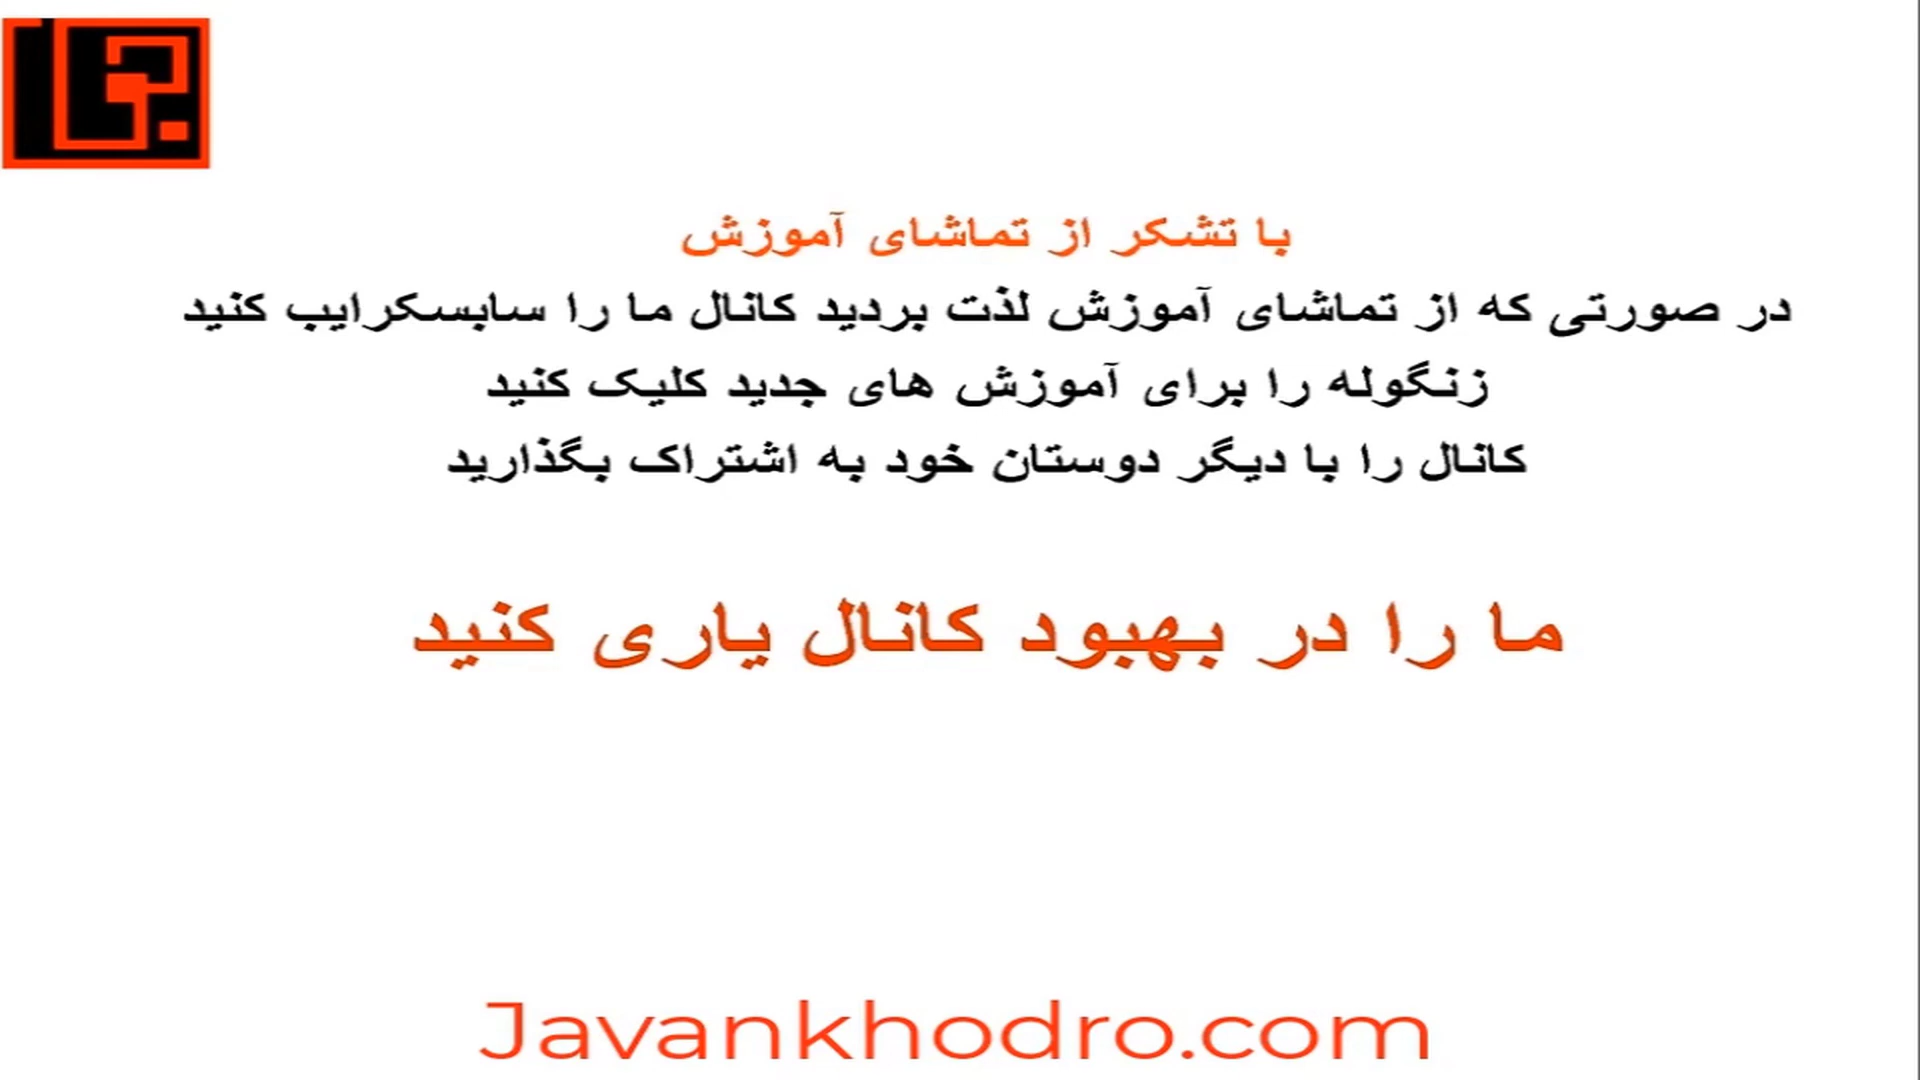 با تشکر از تماشای آموزش
در صورتی که از تماشای آموزش لذت بردید کانال ما را سابسکرایب کنید
زنگوله را برای آموزش های جدید کلیک کنید
کانال را با دیگر دوستان خود به اشتراک بگذارید
ما را در بهبود کانال یاری کنید
Javankhodro.com